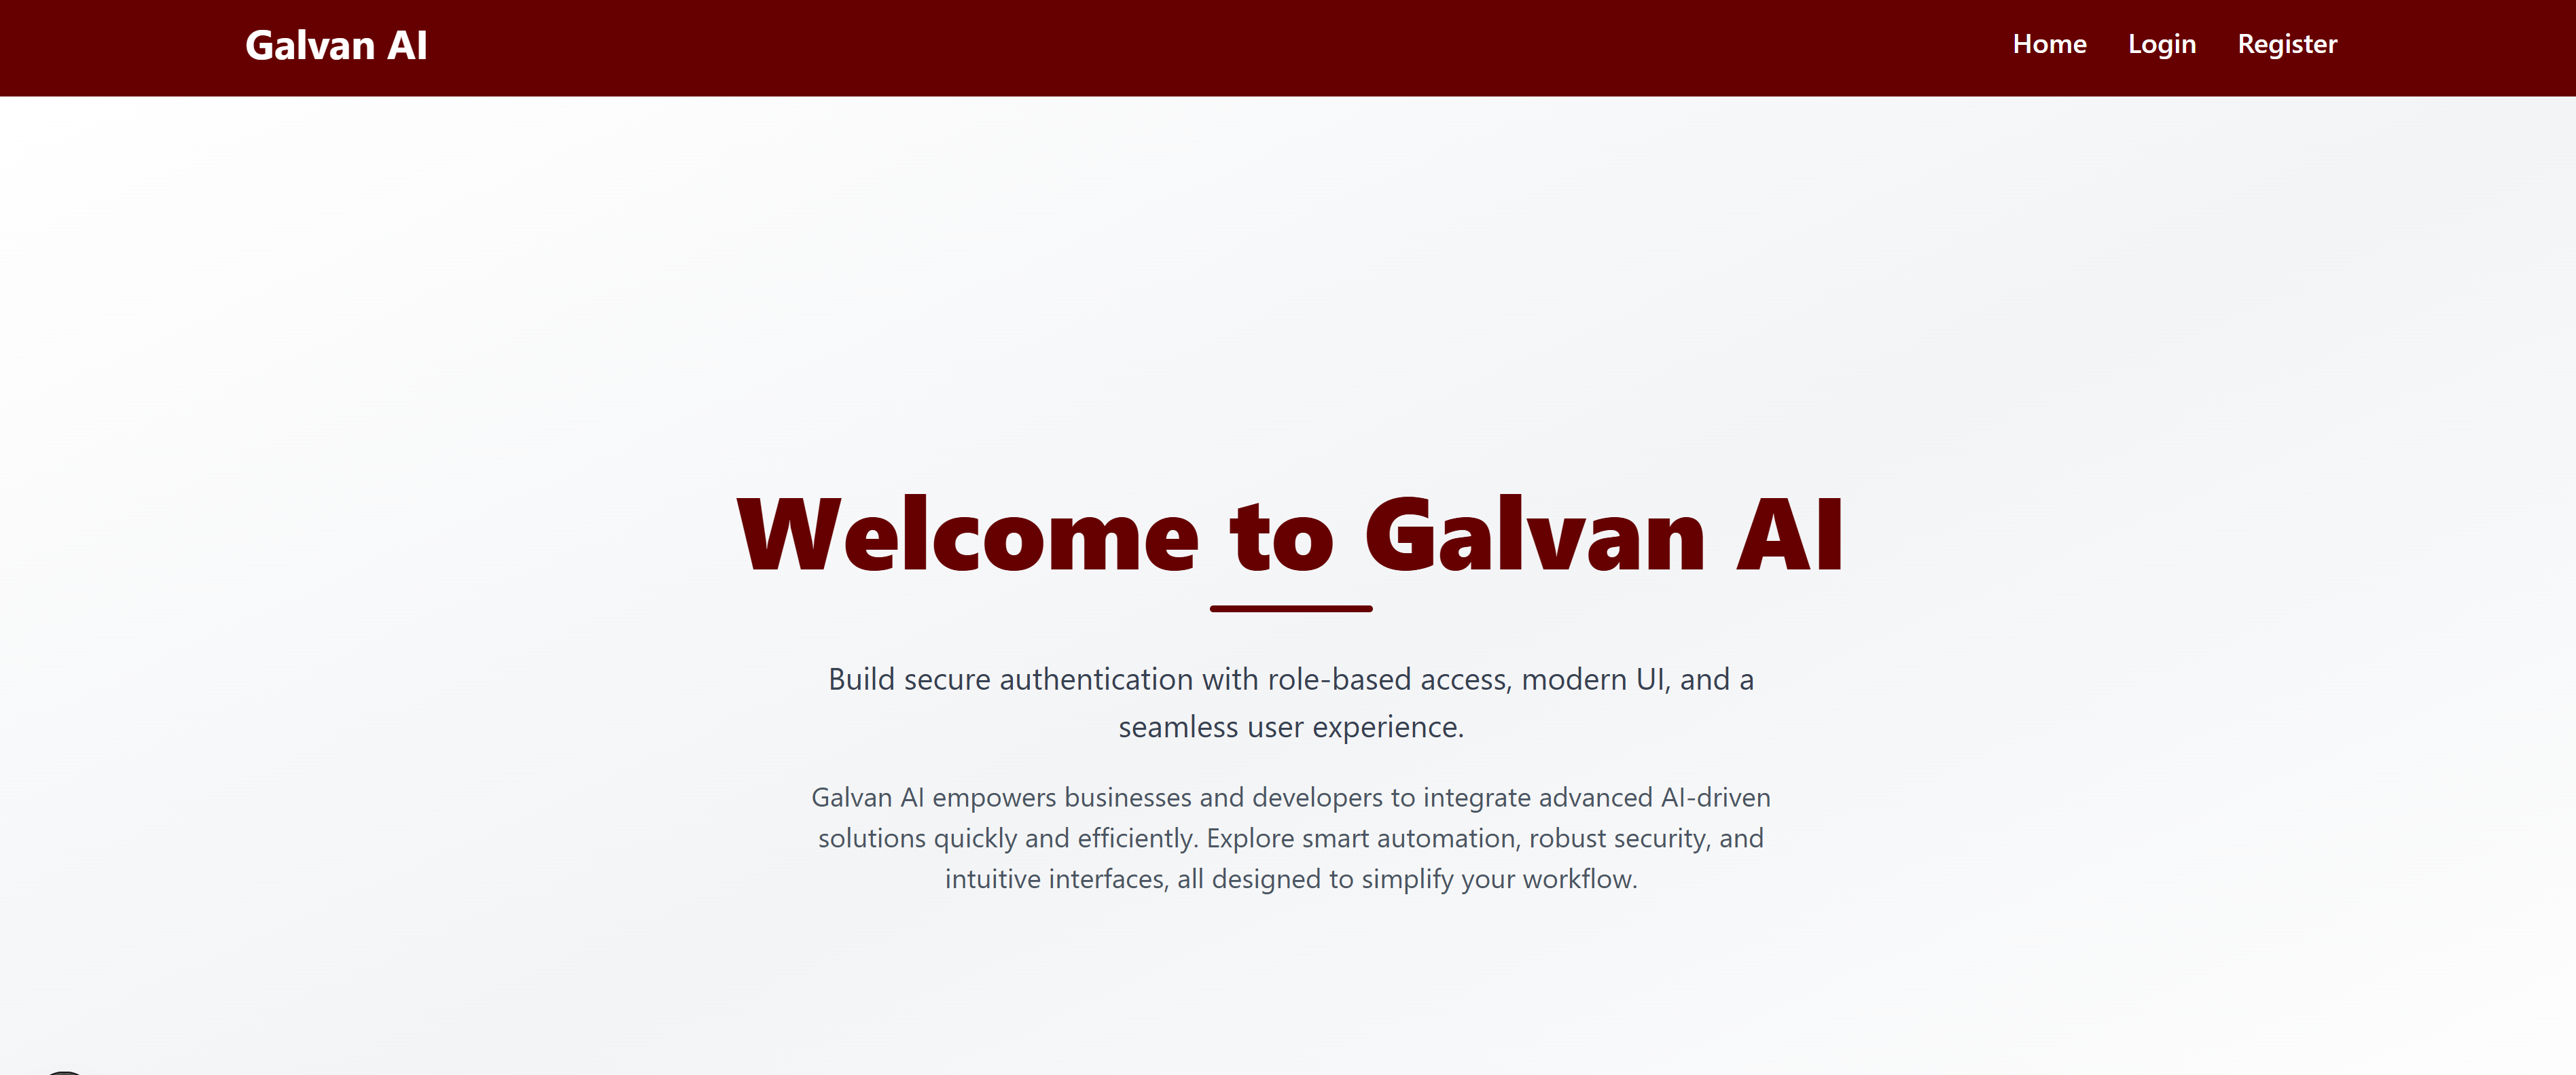 Galvan AI
Home Login Register
Welcome to Galvan AI
Build secure authentication with role-based access, modern UI, and a
seamless user experience.
Galvan AI empowers businesses and developers to integrate advanced AI-driven
solutions quickly and efficiently. Explore smart automation, robust security, and
intuitive interfaces, all designed to simplify your workflow.